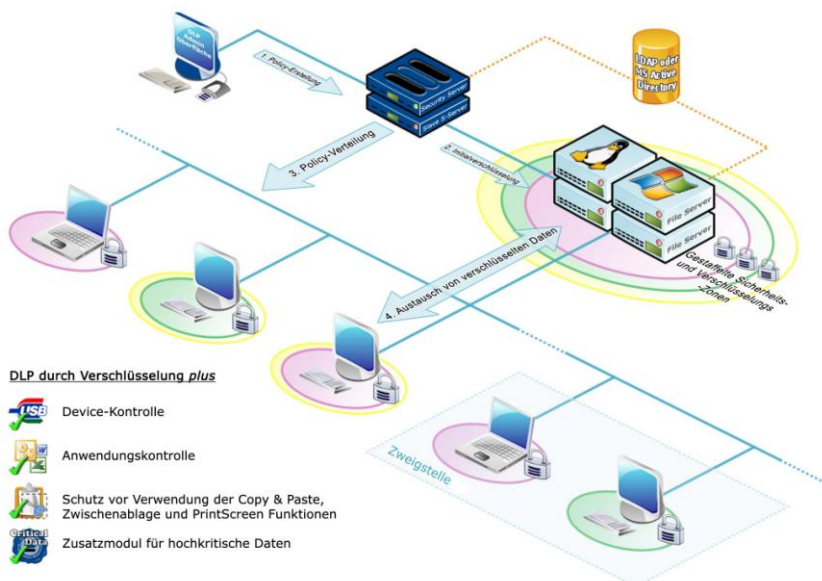 DLP
Admin
Oberfläche
1. Policy-Erstellung
Security Server
Slave S-Server
LDAP oder
MS Active
Directory
3. Policy-Verteilung
2. Initialverschlüsselung
File Server
File Server
Gestaffelte Sicherheits-
und Verschlüsselungs
-Zonen
4. Austausch von verschlüsselten Daten
DLP durch Verschlüsselung plus
USB
Device-Kontrolle
Anwendungskontrolle
Schutz vor Verwendung der Copy & Paste,
Zwischenablage und PrintScreen Funktionen
Critical
Data
Zusatzmodul für hochkritische Daten
Zweigstelle